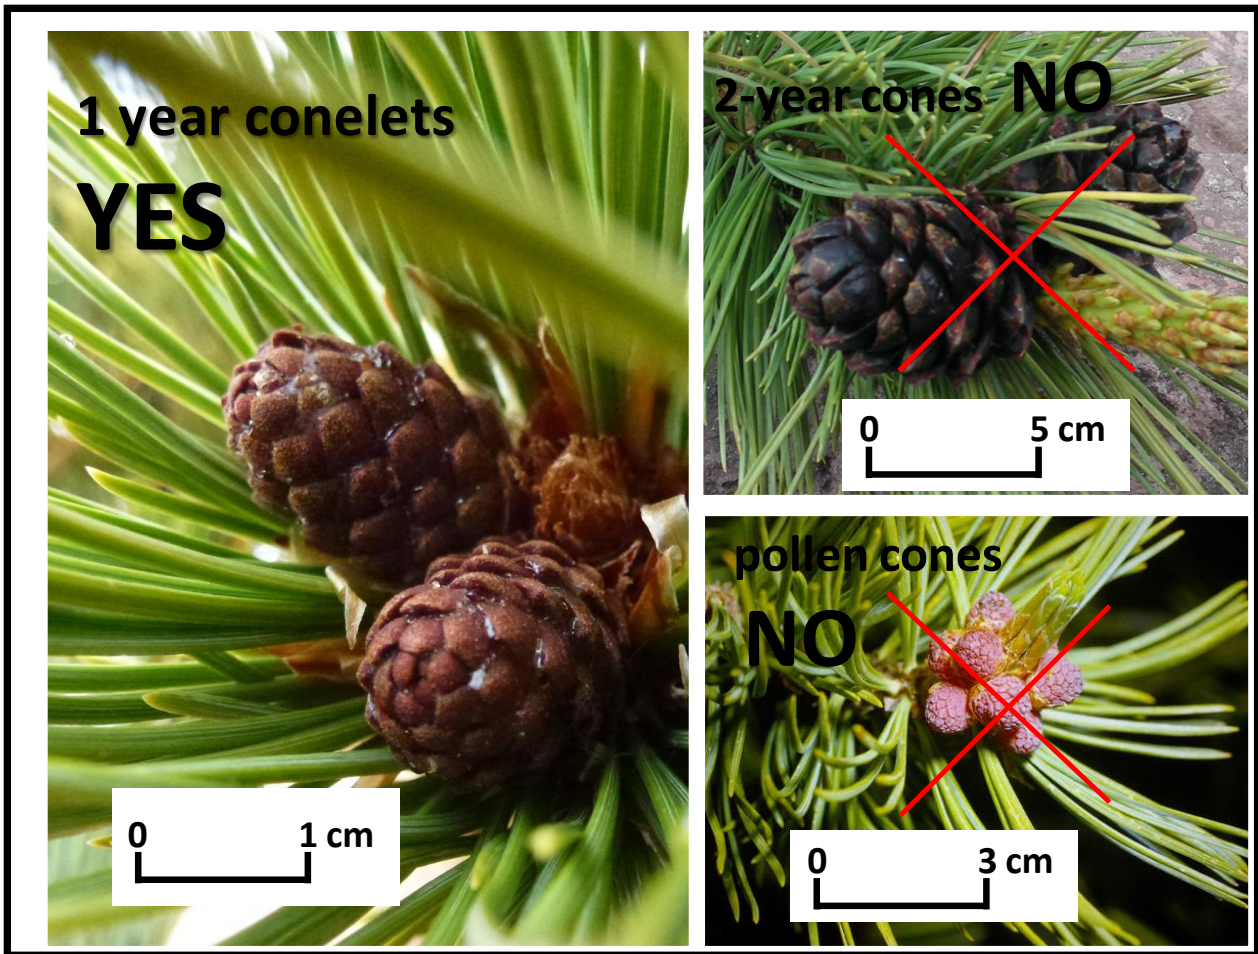 1 year conelets
YES
0 1 cm
2-year cones NO
0 5 cm
pollen cones
NO
0 3 cm